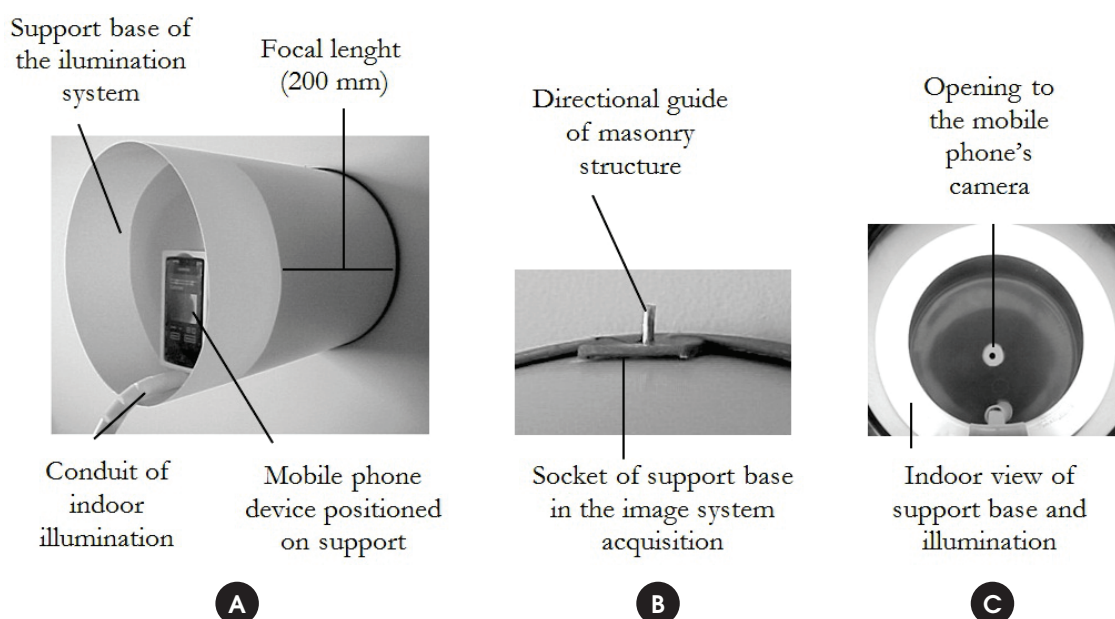 Support base of
the ilumination
system
Focal lenght
(200 mm)
Conduit of
indoor
illumination
Mobile phone
device positioned
on support
A
Directional guide
of masonry
structure
Socket of support base
in the image system
acquisition
B
Opening to
the mobile
phone's
camera
Indoor view of
support base and
illumination
C